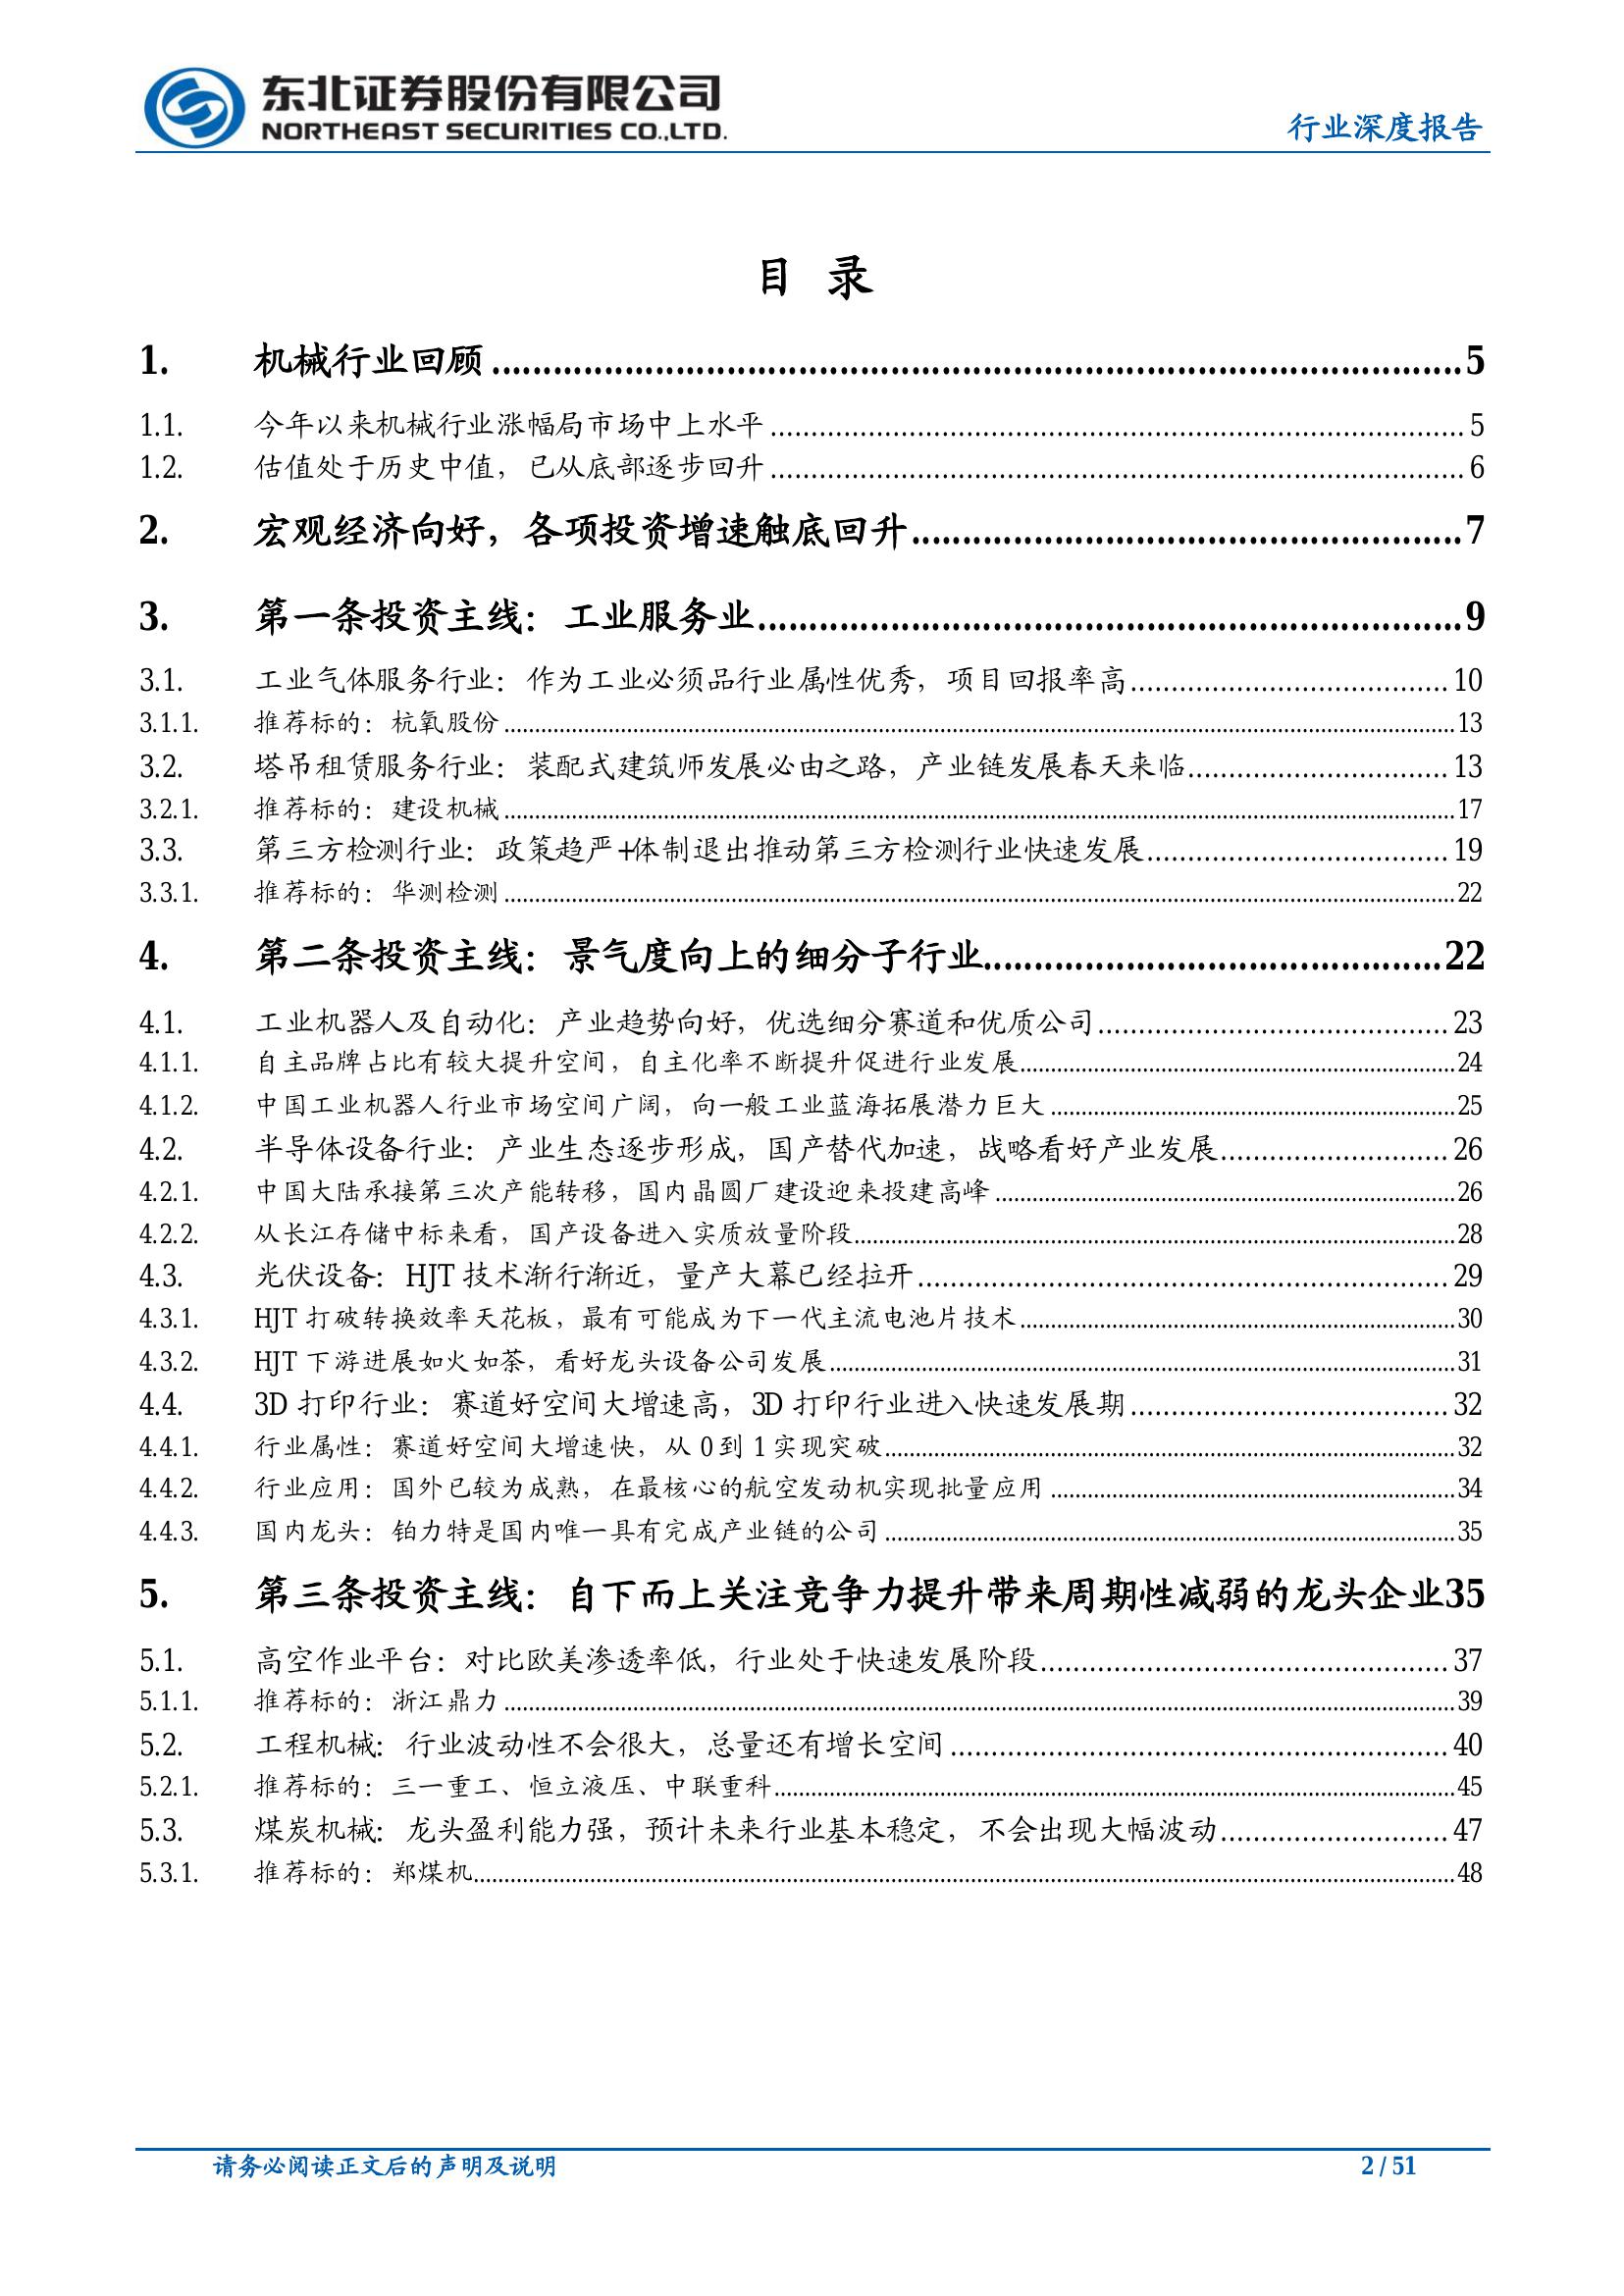 东北证券股份有限公司
NORTHEAST SECURITIES CO.,LTD.
行业深度报告
目 录
1. 机械行业回顾 5
1.1. 今年以来机械行业涨幅局市场中上水平 5
1.2. 估值处于历史中值，已从底部逐步回升 6
2. 宏观经济向好，各项投资增速触底回升 7
3. 第一条投资主线：工业服务业 9
3.1. 工业气体服务行业：作为工业必须品行业属性优秀，项目回报率高 10
3.1.1. 推荐标的：杭氧股份 13
3.2. 塔吊租赁服务行业：装配式建筑师发展必由之路，产业链发展春天来临 13
3.2.1. 推荐标的：建设机械 17
3.3. 第三方检测行业：政策趋严+体制退出推动第三方检测行业快速发展 19
3.3.1. 推荐标的：华测检测 22
4. 第二条投资主线：景气度向上的细分子行业 22
4.1. 工业机器人及自动化：产业趋势向好，优选细分赛道和优质公司 23
4.1.1. 自主品牌占比有较大提升空间，自主化率不断提升促进行业发展 24
4.1.2. 中国工业机器人行业市场空间广阔，向一般工业蓝海拓展潜力巨大 25
4.2. 半导体设备行业：产业生态逐步形成，国产替代加速，战略看好产业发展 26
4.2.1. 中国大陆承接第三次产能转移，国内晶圆厂建设迎来投建高峰 26
4.2.2. 从长江存储中标来看，国产设备进入实质放量阶段 28
4.3. 光伏设备：HJT 技术渐行渐近，量产大幕已经拉开 29
4.3.1. HJT 打破转换效率天花板，最有可能成为下一代主流电池片技术 30
4.3.2. HJT 下游进展如火如荼，看好龙头设备公司发展 31
4.4. 3D 打印行业：赛道好空间大增速高，3D 打印行业进入快速发展期 32
4.4.1. 行业属性：赛道好空间大增速快，从 0 到 1 实现突破 32
4.4.2. 行业应用：国外已较为成熟，在最核心的航空发动机实现批量应用 34
4.4.3. 国内龙头：铂力特是国内唯一具有完成产业链的公司 35
5. 第三条投资主线：自下而上关注竞争力提升带来周期性减弱的龙头企业35
5.1. 高空作业平台：对比欧美渗透率低，行业处于快速发展阶段 37
5.1.1. 推荐标的：浙江鼎力 39
5.2. 工程机械：行业波动性不会很大，总量还有增长空间 40
5.2.1. 推荐标的：三一重工、恒立液压、中联重科 45
5.3. 煤炭机械：龙头盈利能力强，预计未来行业基本稳定，不会出现大幅波动 47
5.3.1. 推荐标的：郑煤机 48
请务必阅读正文后的声明及说明
2 / 51